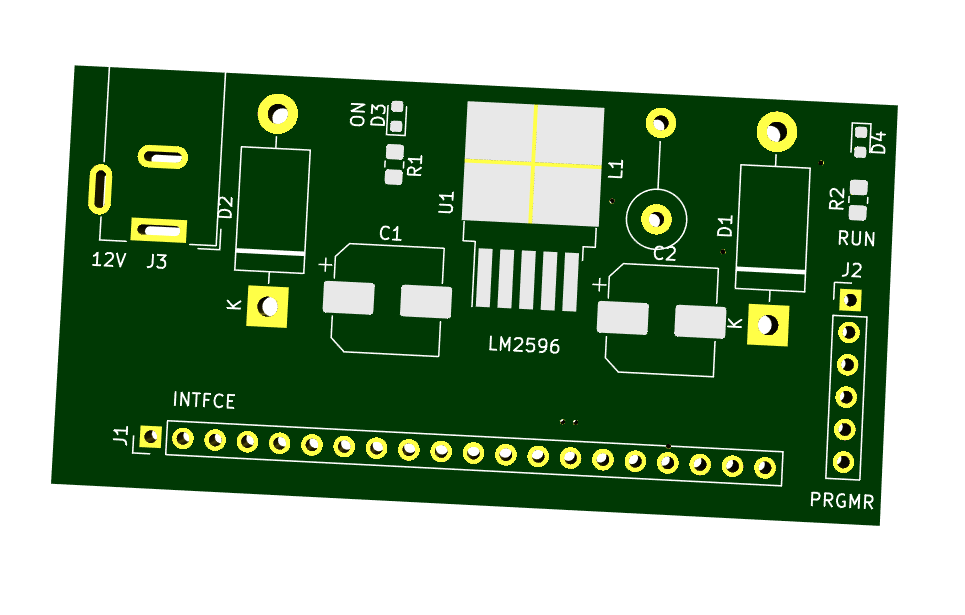 ON
D3
D4
R1
L1
U1
R2
D2
D1
RUN
C1
C2
12V
J3
+
J2
+
K
K
LM2596
INTFCE
J1
PRGMR